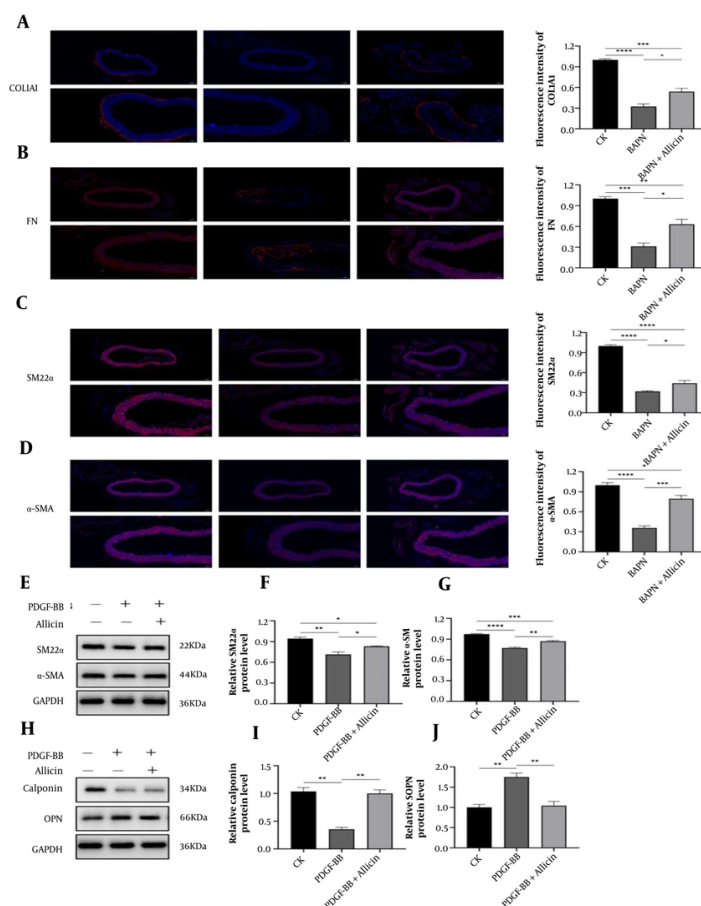 A
COLIAI
Fluorescence intensity of
COLIA1
1.2
0.9
0.6
0.3
0.0
****
***
*
CK
BAPN
BAPN + Allicin
B
FN
Fluorescence intensity of
FN
1.2
0.9
0.6
0.3
0.0
***
**
*
CK
BAPN
BAPN + Allicin
C
SM22α
Fluorescence intensity of
SM22α
1.2
0.9
0.6
0.3
0.0
****
****
*
CK
BAPN
BAPN + Allicin
D
α-SMA
Fluorescence intensity of
α-SMA
1.2
0.9
0.6
0.3
0.0
****
*
***
CK
BAPN
BAPN + Allicin
E
PDGF-BB — + +
Allicin +
SM22α 22KDa
α-SMA 44KDa
GAPDH 36KDa
F
Relative SM22α
protein level
1.2
0.9
0.6
0.3
0.0
*
**
*
CK
PDGF-BB
PDGF-BB + Allicin
G
Relative α-SM
protein level
1.2
0.9
0.6
0.3
0.0
***
****
**
CK
PDGF-BB
PDGF-BB + Allicin
H
PDGF-BB — + +
Allicin +
Calponin 34KDa
OPN 66KDa
GAPDH 36KDa
I
Relative calponin
protein level
1.5
1.0
0.5
0.0
**
**
CK
PDGF-BB
PDGF-BB + Allicin
J
Relative SOPN
protein level
2.0
1.5
1.0
0.5
0.0
**
**
CK
PDGF-BB
PDGF-BB + Allicin